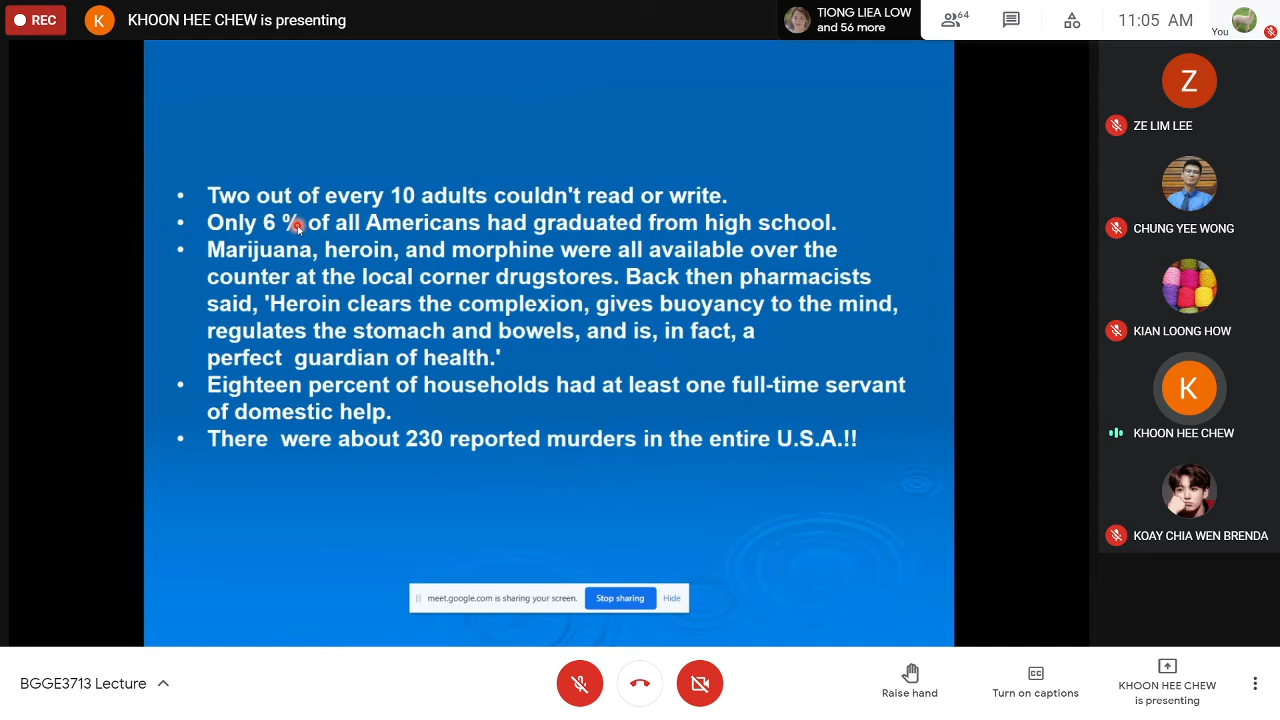 REC
K
KHOON HEE CHEW is presenting
TIONG LIEA LOW
and 56 more
64
11:05 AM
You
• Two out of every 10 adults couldn't read or write.
• Only 6 % of all Americans had graduated from high school.
• Marijuana, heroin, and morphine were all available over the
counter at the local corner drugstores. Back then pharmacists
said, 'Heroin clears the complexion, gives buoyancy to the mind,
regulates the stomach and bowels, and is, in fact, a
perfect guardian of health.'
• Eighteen percent of households had at least one full-time servant
of domestic help.
• There were about 230 reported murders in the entire U.S.A.!!
meet.google.com is sharing your screen.
Stop sharing
Hide
Z
ZE LIM LEE
CHUNG YEE WONG
KIAN LOONG HOW
K
KHOON HEE CHEW
KOAY CHIA WEN BRENDA
BGGE3713 Lecture
Raise hand
CC
Turn on captions
KHOON HEE CHEW
is presenting